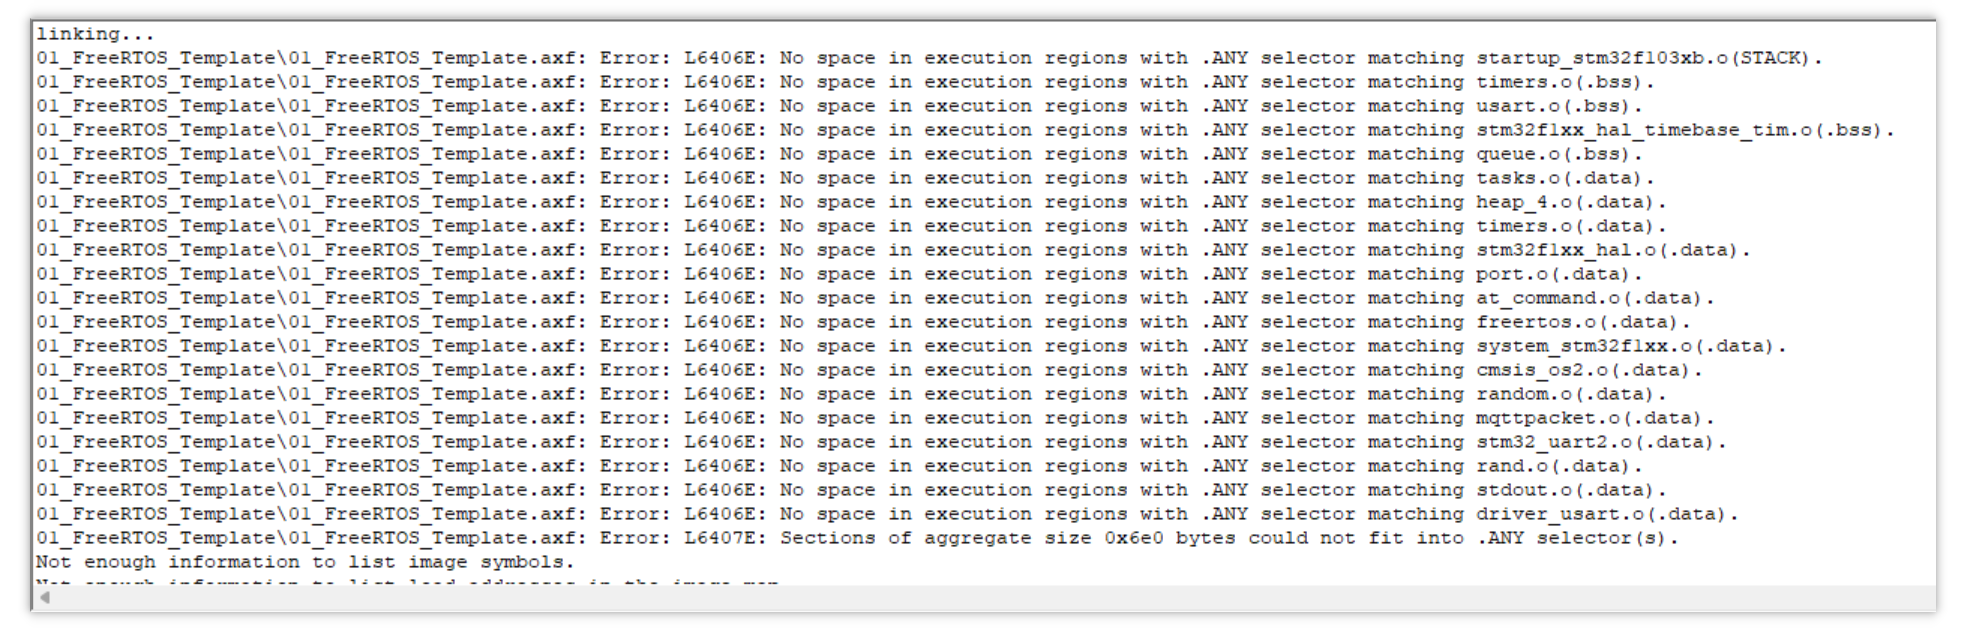 linking...
01_FreeRTOS_Template\01_FreeRTOS_Template.axf: Error: L6406E: No space in execution regions with .ANY selector matching startup_stm32f103xb.o(STACK).
01_FreeRTOS_Template\01_FreeRTOS_Template.axf: Error: L6406E: No space in execution regions with .ANY selector matching timers.o(.bss).
01_FreeRTOS_Template\01_FreeRTOS_Template.axf: Error: L6406E: No space in execution regions with .ANY selector matching usart.o(.bss).
01_FreeRTOS_Template\01_FreeRTOS_Template.axf: Error: L6406E: No space in execution regions with .ANY selector matching stm32f1xx_hal_timebase_tim.o(.bss).
01_FreeRTOS_Template\01_FreeRTOS_Template.axf: Error: L6406E: No space in execution regions with .ANY selector matching queue.o(.bss).
01_FreeRTOS_Template\01_FreeRTOS_Template.axf: Error: L6406E: No space in execution regions with .ANY selector matching tasks.o(.data).
01_FreeRTOS_Template\01_FreeRTOS_Template.axf: Error: L6406E: No space in execution regions with .ANY selector matching heap_4.o(.data).
01_FreeRTOS_Template\01_FreeRTOS_Template.axf: Error: L6406E: No space in execution regions with .ANY selector matching timers.o(.data).
01_FreeRTOS_Template\01_FreeRTOS_Template.axf: Error: L6406E: No space in execution regions with .ANY selector matching stm32f1xx_hal.o(.data).
01_FreeRTOS_Template\01_FreeRTOS_Template.axf: Error: L6406E: No space in execution regions with .ANY selector matching port.o(.data).
01_FreeRTOS_Template\01_FreeRTOS_Template.axf: Error: L6406E: No space in execution regions with .ANY selector matching at_command.o(.data).
01_FreeRTOS_Template\01_FreeRTOS_Template.axf: Error: L6406E: No space in execution regions with .ANY selector matching freertos.o(.data).
01_FreeRTOS_Template\01_FreeRTOS_Template.axf: Error: L6406E: No space in execution regions with .ANY selector matching system_stm32f1xx.o(.data).
01_FreeRTOS_Template\01_FreeRTOS_Template.axf: Error: L6406E: No space in execution regions with .ANY selector matching cmsis_os2.o(.data).
01_FreeRTOS_Template\01_FreeRTOS_Template.axf: Error: L6406E: No space in execution regions with .ANY selector matching random.o(.data).
01_FreeRTOS_Template\01_FreeRTOS_Template.axf: Error: L6406E: No space in execution regions with .ANY selector matching mqttpacket.o(.data).
01_FreeRTOS_Template\01_FreeRTOS_Template.axf: Error: L6406E: No space in execution regions with .ANY selector matching stm32_uart2.o(.data).
01_FreeRTOS_Template\01_FreeRTOS_Template.axf: Error: L6406E: No space in execution regions with .ANY selector matching rand.o(.data).
01_FreeRTOS_Template\01_FreeRTOS_Template.axf: Error: L6406E: No space in execution regions with .ANY selector matching stdout.o(.data).
01_FreeRTOS_Template\01_FreeRTOS_Template.axf: Error: L6406E: No space in execution regions with .ANY selector matching driver_usart.o(.data).
01_FreeRTOS_Template\01_FreeRTOS_Template.axf: Error: L6407E: Sections of aggregate size 0x6e0 bytes could not fit into .ANY selector(s).
Not enough information to list image symbols.
Not enough information to list load addresses in the image map.